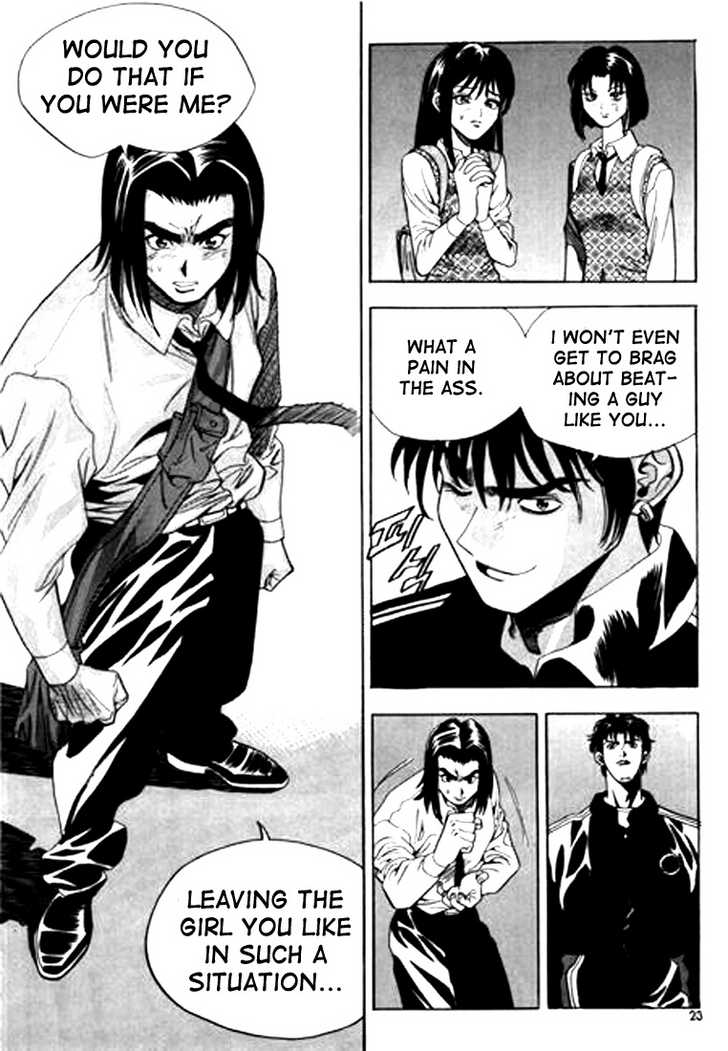 WOULD YOU
DO THAT IF
YOU WERE ME?
LEAVING THE
GIRL YOU LIKE
IN SUCH A
SITUATION...
WHAT A
PAIN IN
THE ASS.
I WON'T EVEN
GET TO BRAG
ABOUT BEAT-
ING A GUY
LIKE YOU...
23